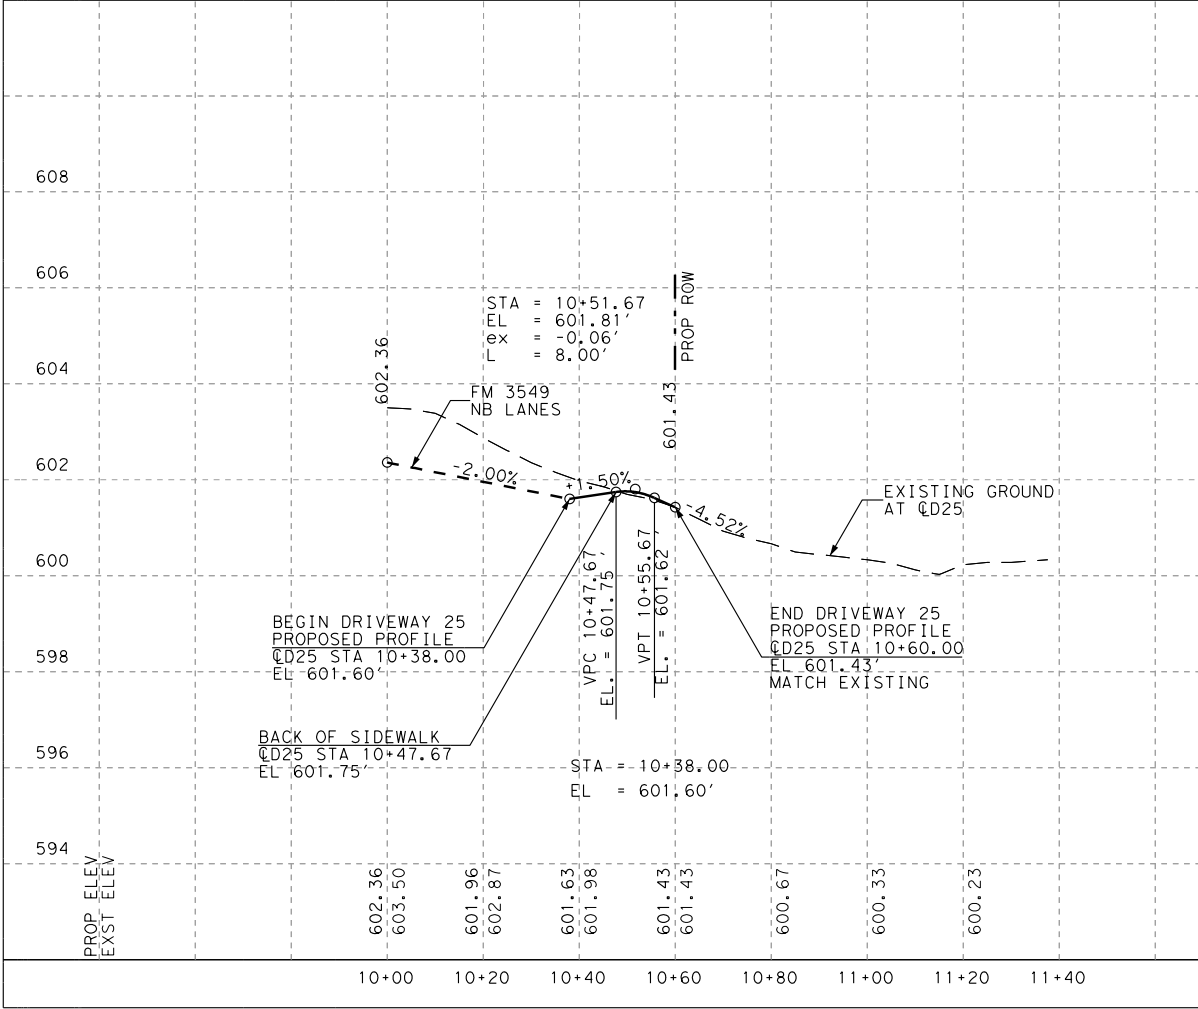 608
606
604
602
600
598
596
594
STA = 10+51.67
EL = 601.81'
ex = -0.06'
L = 8.00'
PROP ROW
602.36
601.43
FM 3549
NB LANES
-2.00%
+1.50%
-4.52%
EXISTING GROUND
AT ℄D25
VPC 10+47.67
EL. = 601.75'
VPT 10+55.67
EL. = 601.62'
BEGIN DRIVEWAY 25
PROPOSED PROFILE
℄D25 STA 10+38.00
EL 601.60'
END DRIVEWAY 25
PROPOSED PROFILE
℄D25 STA 10+60.00
EL 601.43'
MATCH EXISTING
BACK OF SIDEWALK
℄D25 STA 10+47.67
EL 601.75'
STA = 10+38.00
EL = 601.60'
PROP ELEV
EXST ELEV
602.36
603.50
601.96
602.87
601.63
601.98
601.43
601.43
600.67
600.33
600.23
10+00 10+20 10+40 10+60 10+80 11+00 11+20 11+40